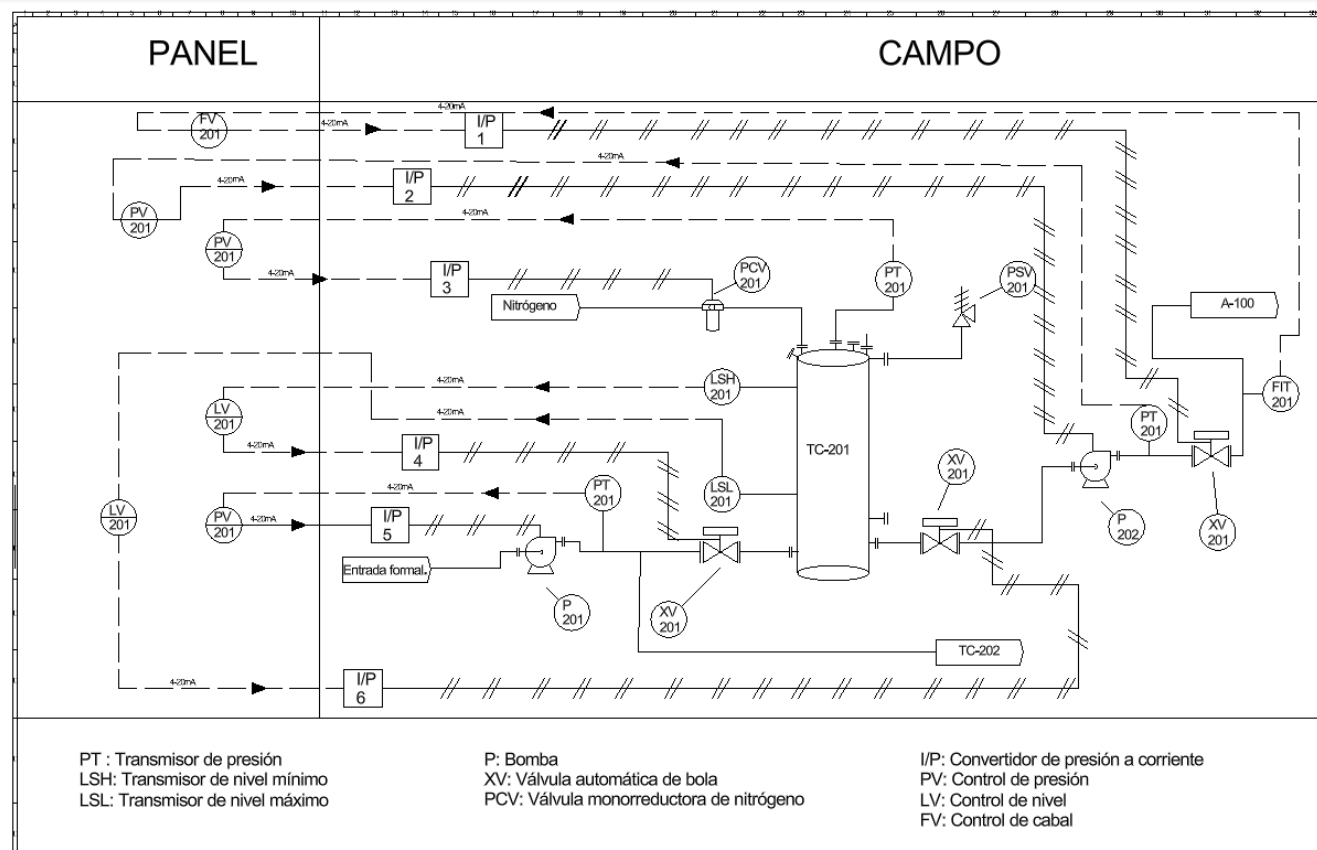 PANEL
CAMPO
4-20mA
FV
201
4-20mA
I/P
1
4-20mA
4-20mA
I/P
2
PV
201
4-20mA
PV
201
4-20mA
I/P
3
PCV
201
PT
201
PSV
201
Nitrógeno
A-100
4-20mA
LSH
201
FIT
201
LV
201
4-20mA
4-20mA
I/P
4
PT
201
TC-201
XV
201
4-20mA
PT
201
LSL
201
LV
201
PV
201
4-20mA
I/P
5
P
202
XV
201
Entrada formal.
P
201
XV
201
TC-202
4-20mA
I/P
6
PT : Transmisor de presión
LSH: Transmisor de nivel mínimo
LSL: Transmisor de nivel máximo
P: Bomba
XV: Válvula automática de bola
PCV: Válvula monorreductora de nitrógeno
I/P: Convertidor de presión a corriente
PV: Control de presión
LV: Control de nivel
FV: Control de cabal